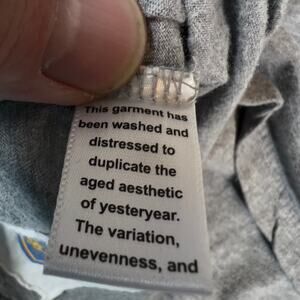 This garment has
been washed and
distressed to
duplicate the
aged aesthetic
of yesteryear.
The variation,
unevenness, and